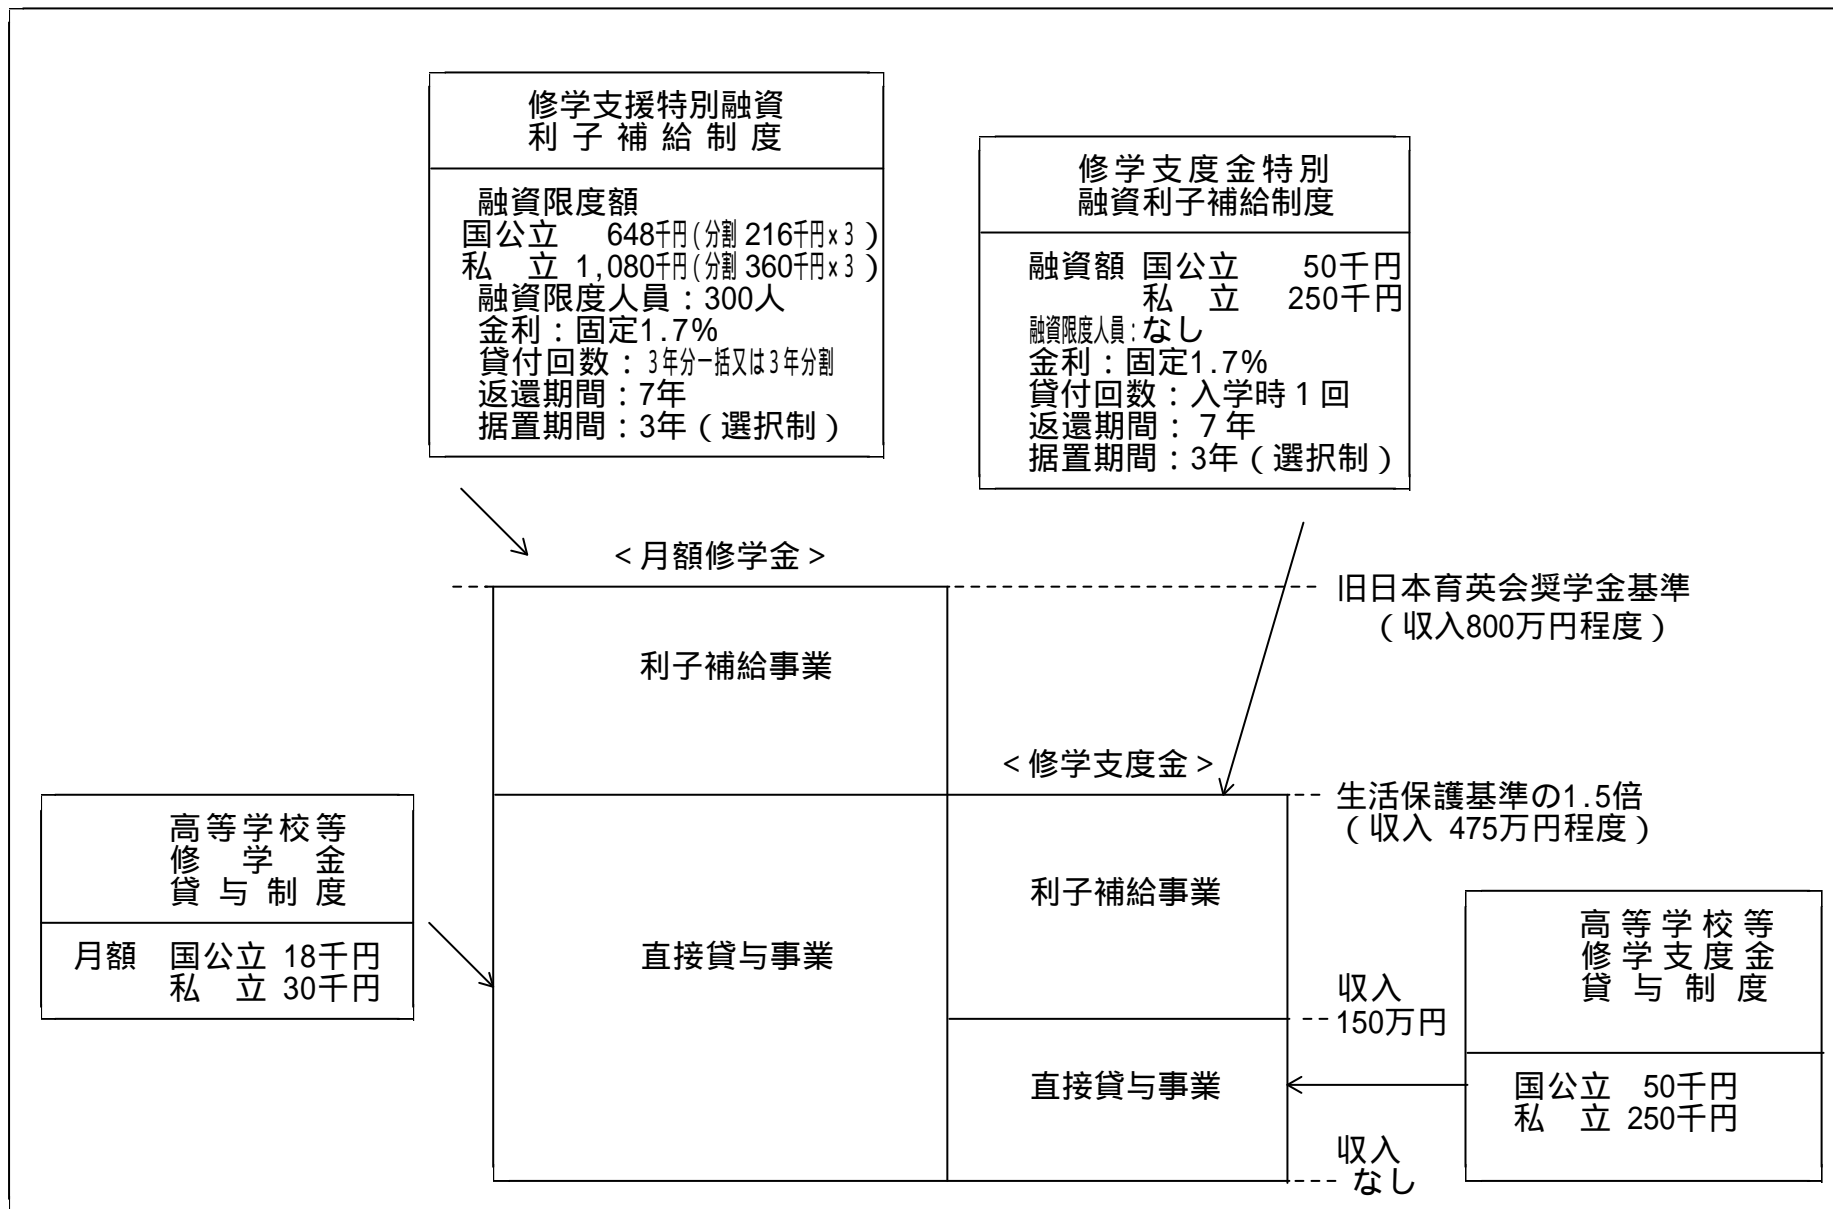 修学支援特別融資
利子補給制度
融資限度額
国公立 648千円(分割 216千円×3)
私 立 1,080千円(分割 360千円×3)
融資限度人員:300人
金利:固定1.7%
貸付回数:3年分一括又は3年分割
返還期間:7年
据置期間:3年(選択制)
修学支度金特別
融資利子補給制度
融資額 国公立 50千円
私 立 250千円
融資限度人員:なし
金利:固定1.7%
貸付回数:入学時1回
返還期間:7年
据置期間:3年(選択制)
<月額修学金>
旧日本育英会奨学金基準
(収入800万円程度)
利子補給事業
<修学支度金>
生活保護基準の1.5倍
(収入 475万円程度)
高等学校等
修学金
貸与制度
月額 国公立 18千円
私 立 30千円
直接貸与事業
利子補給事業
収入
150万円
直接貸与事業
収入
なし
高等学校等
修学支度金
貸与制度
国公立 50千円
私 立 250千円